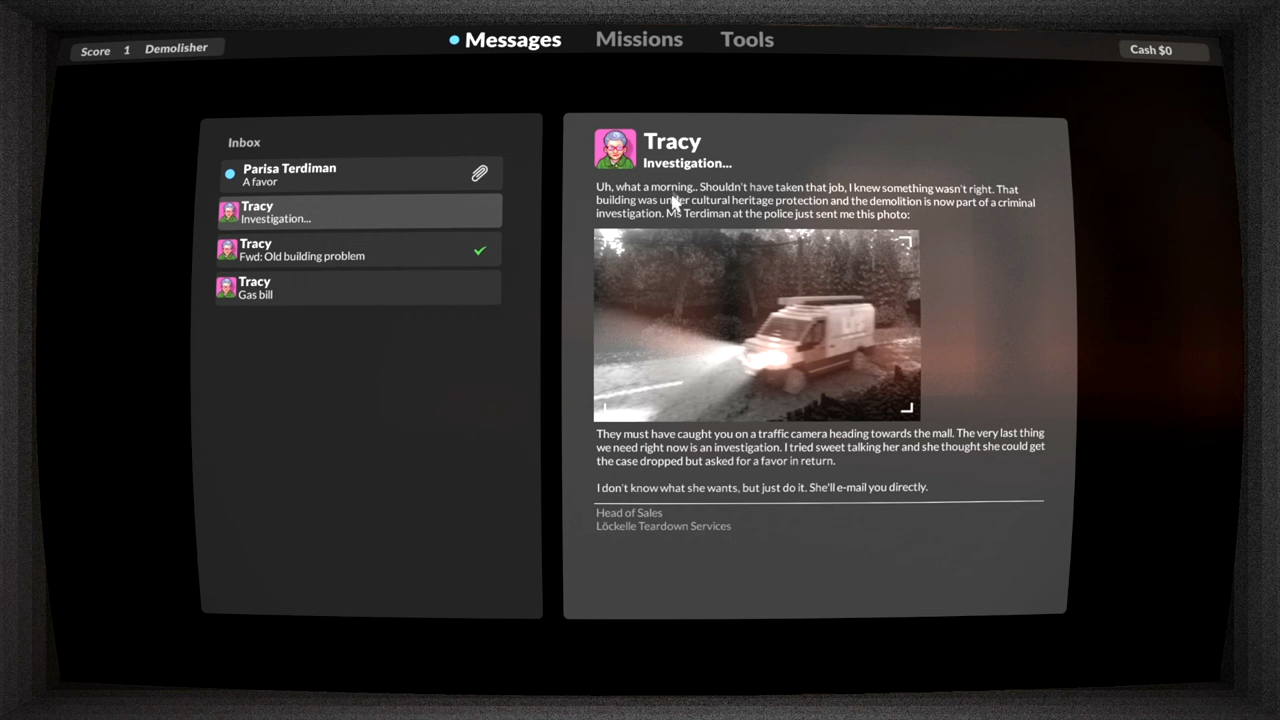 Score 1 Demolisher
Messages Missions Tools
Cash $0
Inbox
Parisa Terdiman
A favor
Tracy
Investigation...
Tracy
Fwd: Old building problem
Tracy
Gas bill
Tracy
Investigation...
Uh, what a morning.. Shouldn't have taken that job, I knew something wasn't right. That
building was under cultural heritage protection and the demolition is now part of a criminal
investigation. Ms Terdiman at the police just sent me this photo:
They must have caught you on a traffic camera heading towards the mall. The very last thing
we need right now is an investigation. I tried sweet talking her and she thought she could get
the case dropped but asked for a favor in return.
I don't know what she wants, but just do it. She'll e-mail you directly.
Head of Sales
Löckelle Teardown Services